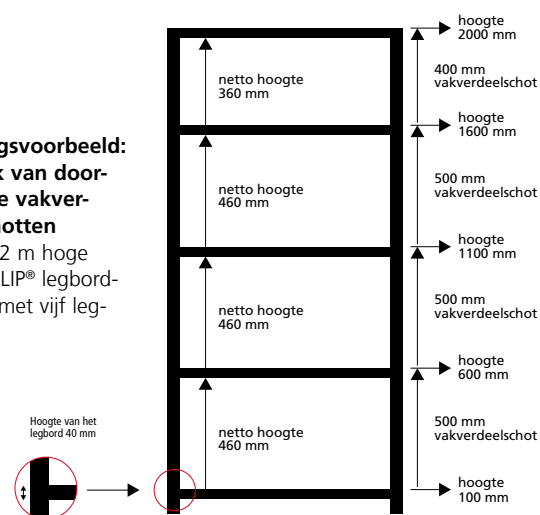 gsvoorbeeld:
k van door-
e vakver-
notten
2 m hoge
LIP® legbord-
met vijf leg-
Hoogte van het
legbord 40 mm
netto hoogte
360 mm
netto hoogte
460 mm
netto hoogte
460 mm
netto hoogte
460 mm
hoogte
2000 mm
400 mm
vakverdeelschot
hoogte
1600 mm
500 mm
vakverdeelschot
hoogte
1100 mm
500 mm
vakverdeelschot
hoogte
600 mm
500 mm
vakverdeelschot
hoogte
100 mm